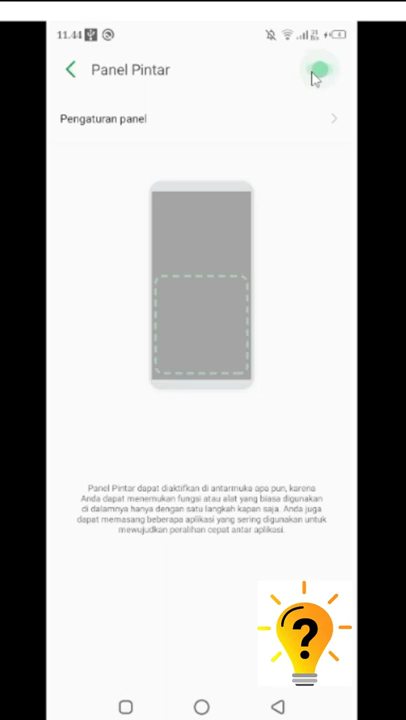 11.44
Panel Pintar
Pengaturan panel
Panel Pintar dapat diaktifkan di antarmuka apa pun, karena
Anda dapat menemukan fungsi atau alat yang biasa digunakan
di dalamnya hanya dengan satu langkah kapan saja. Anda juga
dapat memasang beberapa aplikasi yang sering digunakan untuk
mewujudkan peralihan cepat antar aplikasi.
?